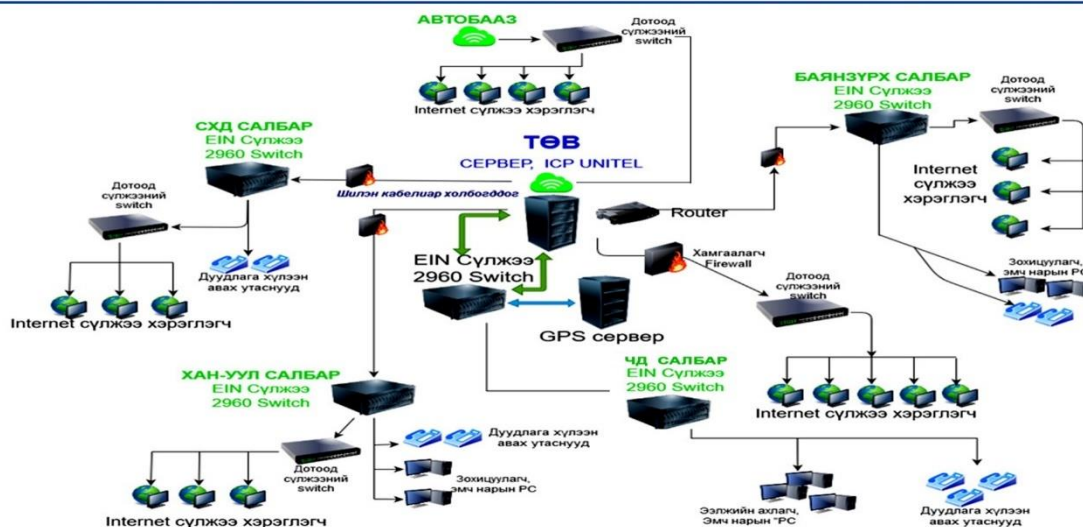 АВТОБААЗ
Дотоод
сүлжээний
switch
Internet сүлжээ хэрэглэгч
БАЯНЗҮРХ САЛБАР
EIN Сүлжээ
2960 Switch
Дотоод
сүлжээний
switch
Internet
сүлжээ
хэрэглэгч
СХД САЛБАР
EIN Сүлжээ
2960 Switch
ТӨВ
СЕРВЕР, ICP UNITEL
Шилэн кабелиар холбогддог
Дотоод
сүлжээний
switch
Router
Дуудлага хүлээн
авах утаснууд
Internet сүлжээ хэрэглэгч
EIN Сүлжээ
2960 Switch
Хамгаалагч
Firewall
Дотоод
сүлжээний
switch
Зохицуулагч,
эмч нарын PC
GPS сервер
ХАН-УУЛ САЛБАР
EIN Сүлжээ
2960 Switch
ЧД САЛБАР
EIN Сүлжээ
2960 Switch
Internet сүлжээ хэрэглэгч
Дуудлага хүлээн
авах утаснууд
Дотоод
сүлжээний
switch
Зохицуулагч,
эмч нарын PC
Internet сүлжээ хэрэглэгч
Ээлжийн ахлагч,
Эмч нарын "PC
Дуудлага хүлээн
авах утаснууд